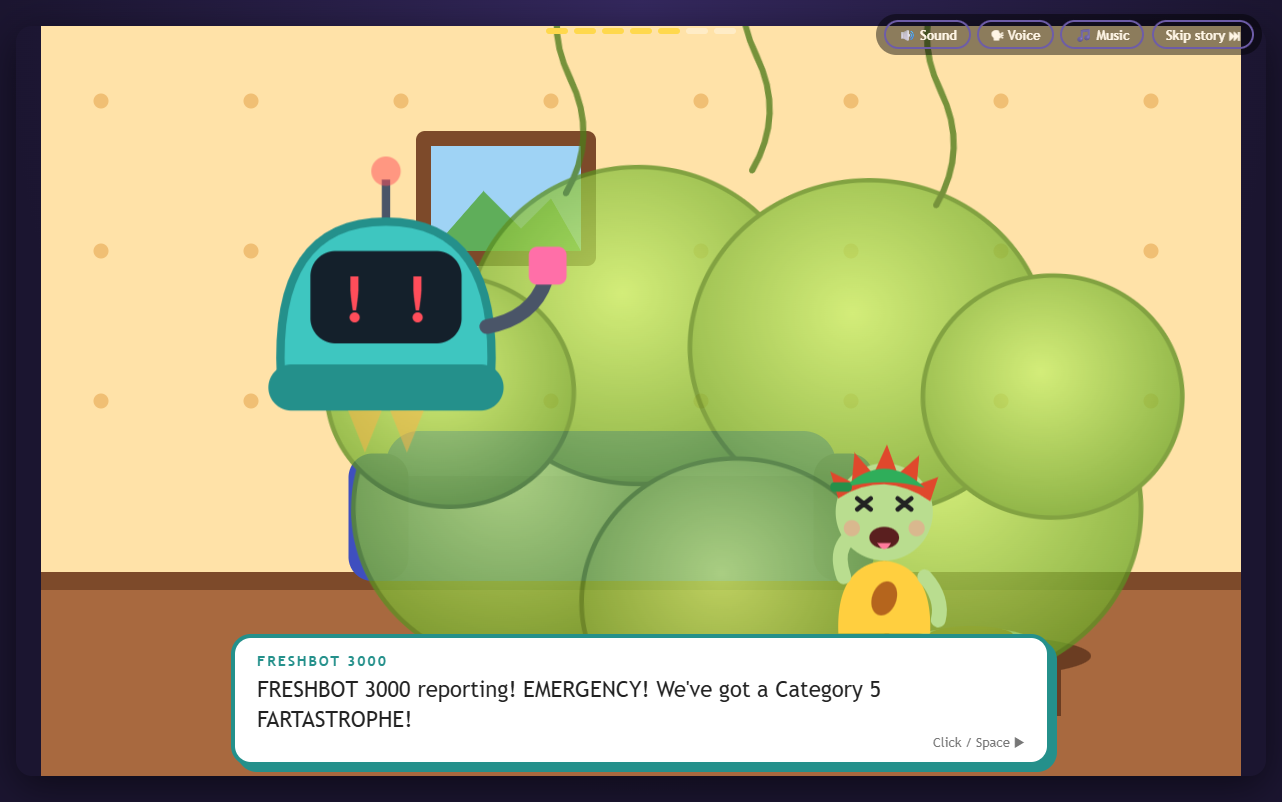 Sound
Voice
Music
Skip story
! !
FRESHBOT 3000
FRESHBOT 3000 reporting! EMERGENCY! We've got a Category 5
FARTASTROPHE!
Click / Space ▶